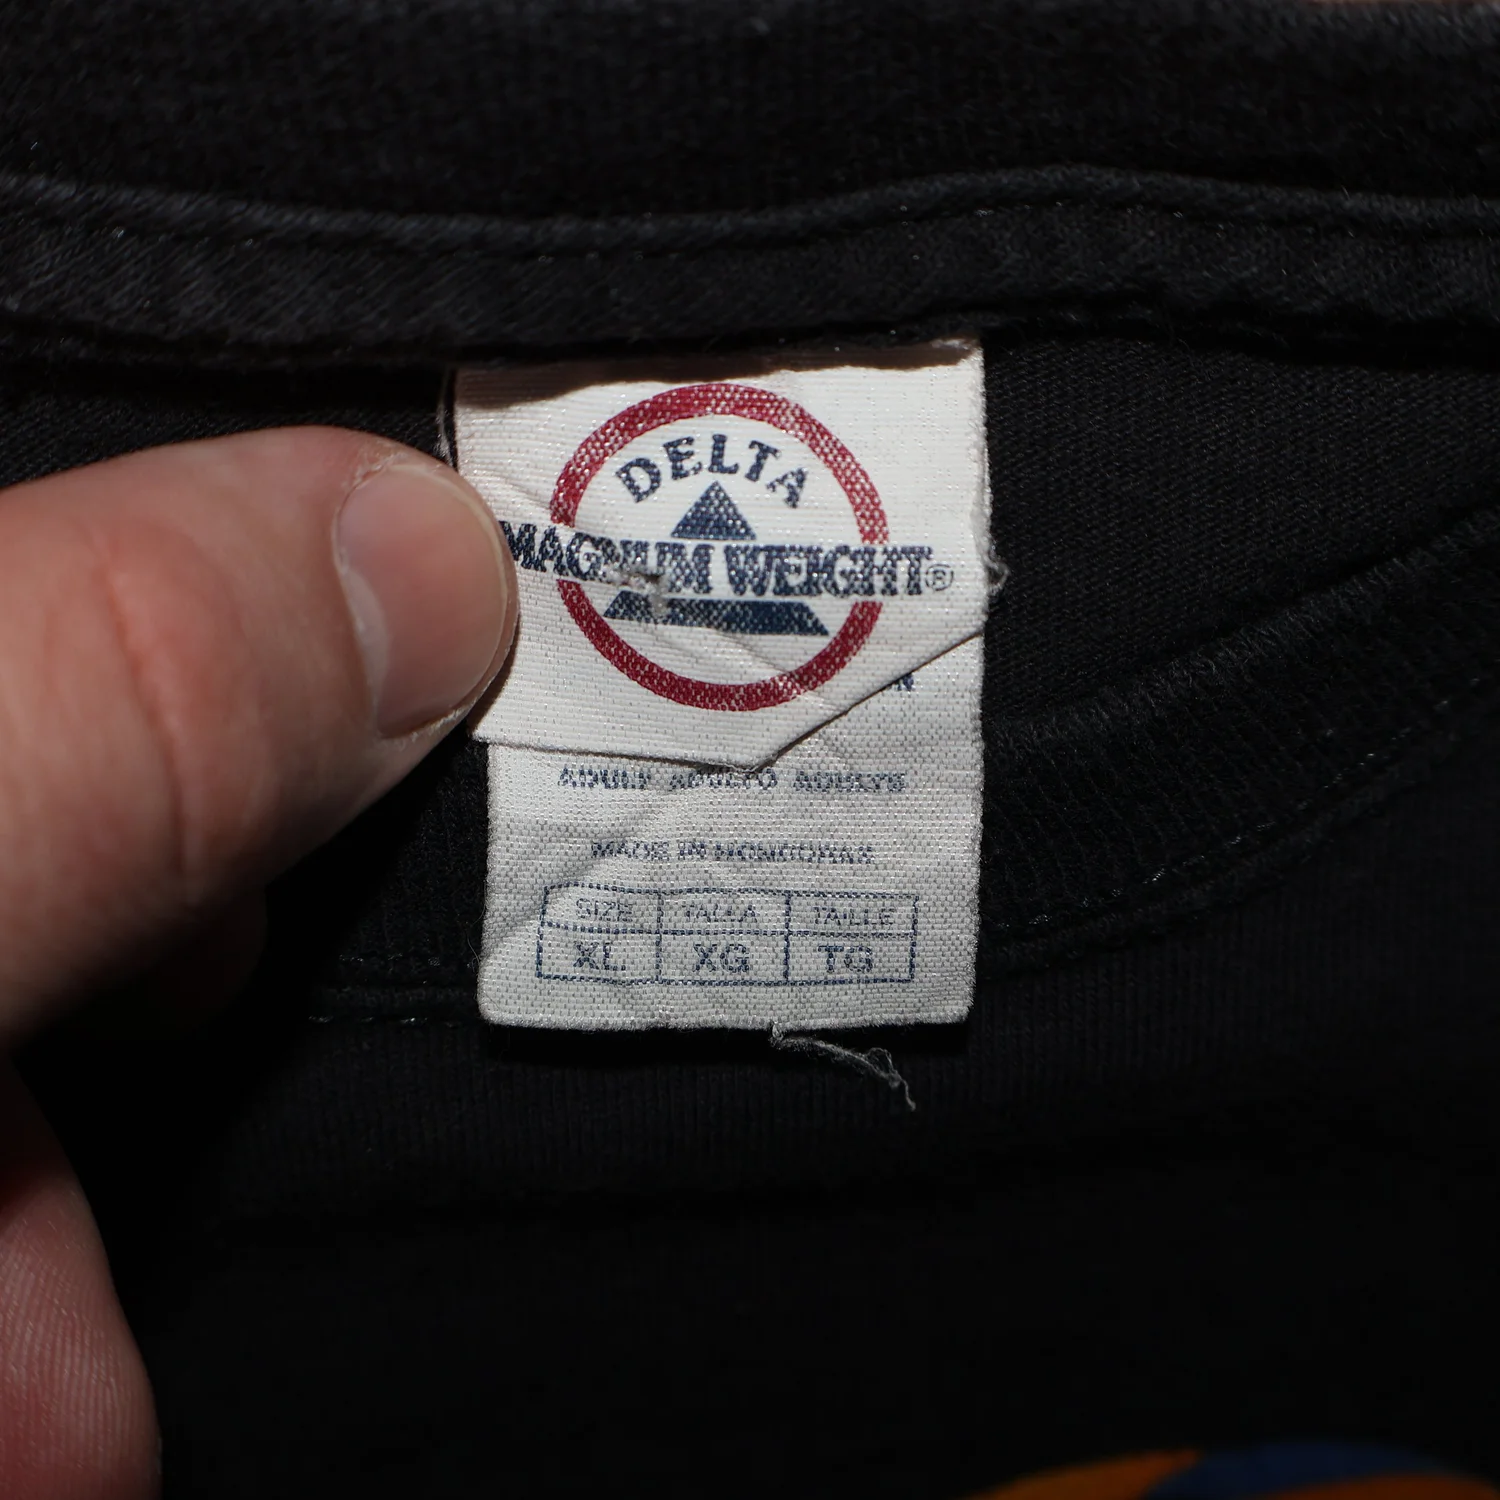 DELTA
MAGNUM WEIGHT®
ADULT ADULTO ADULTE
MADE IN HONDURAS
SIZE TALLA TAILLE
XL XG TG